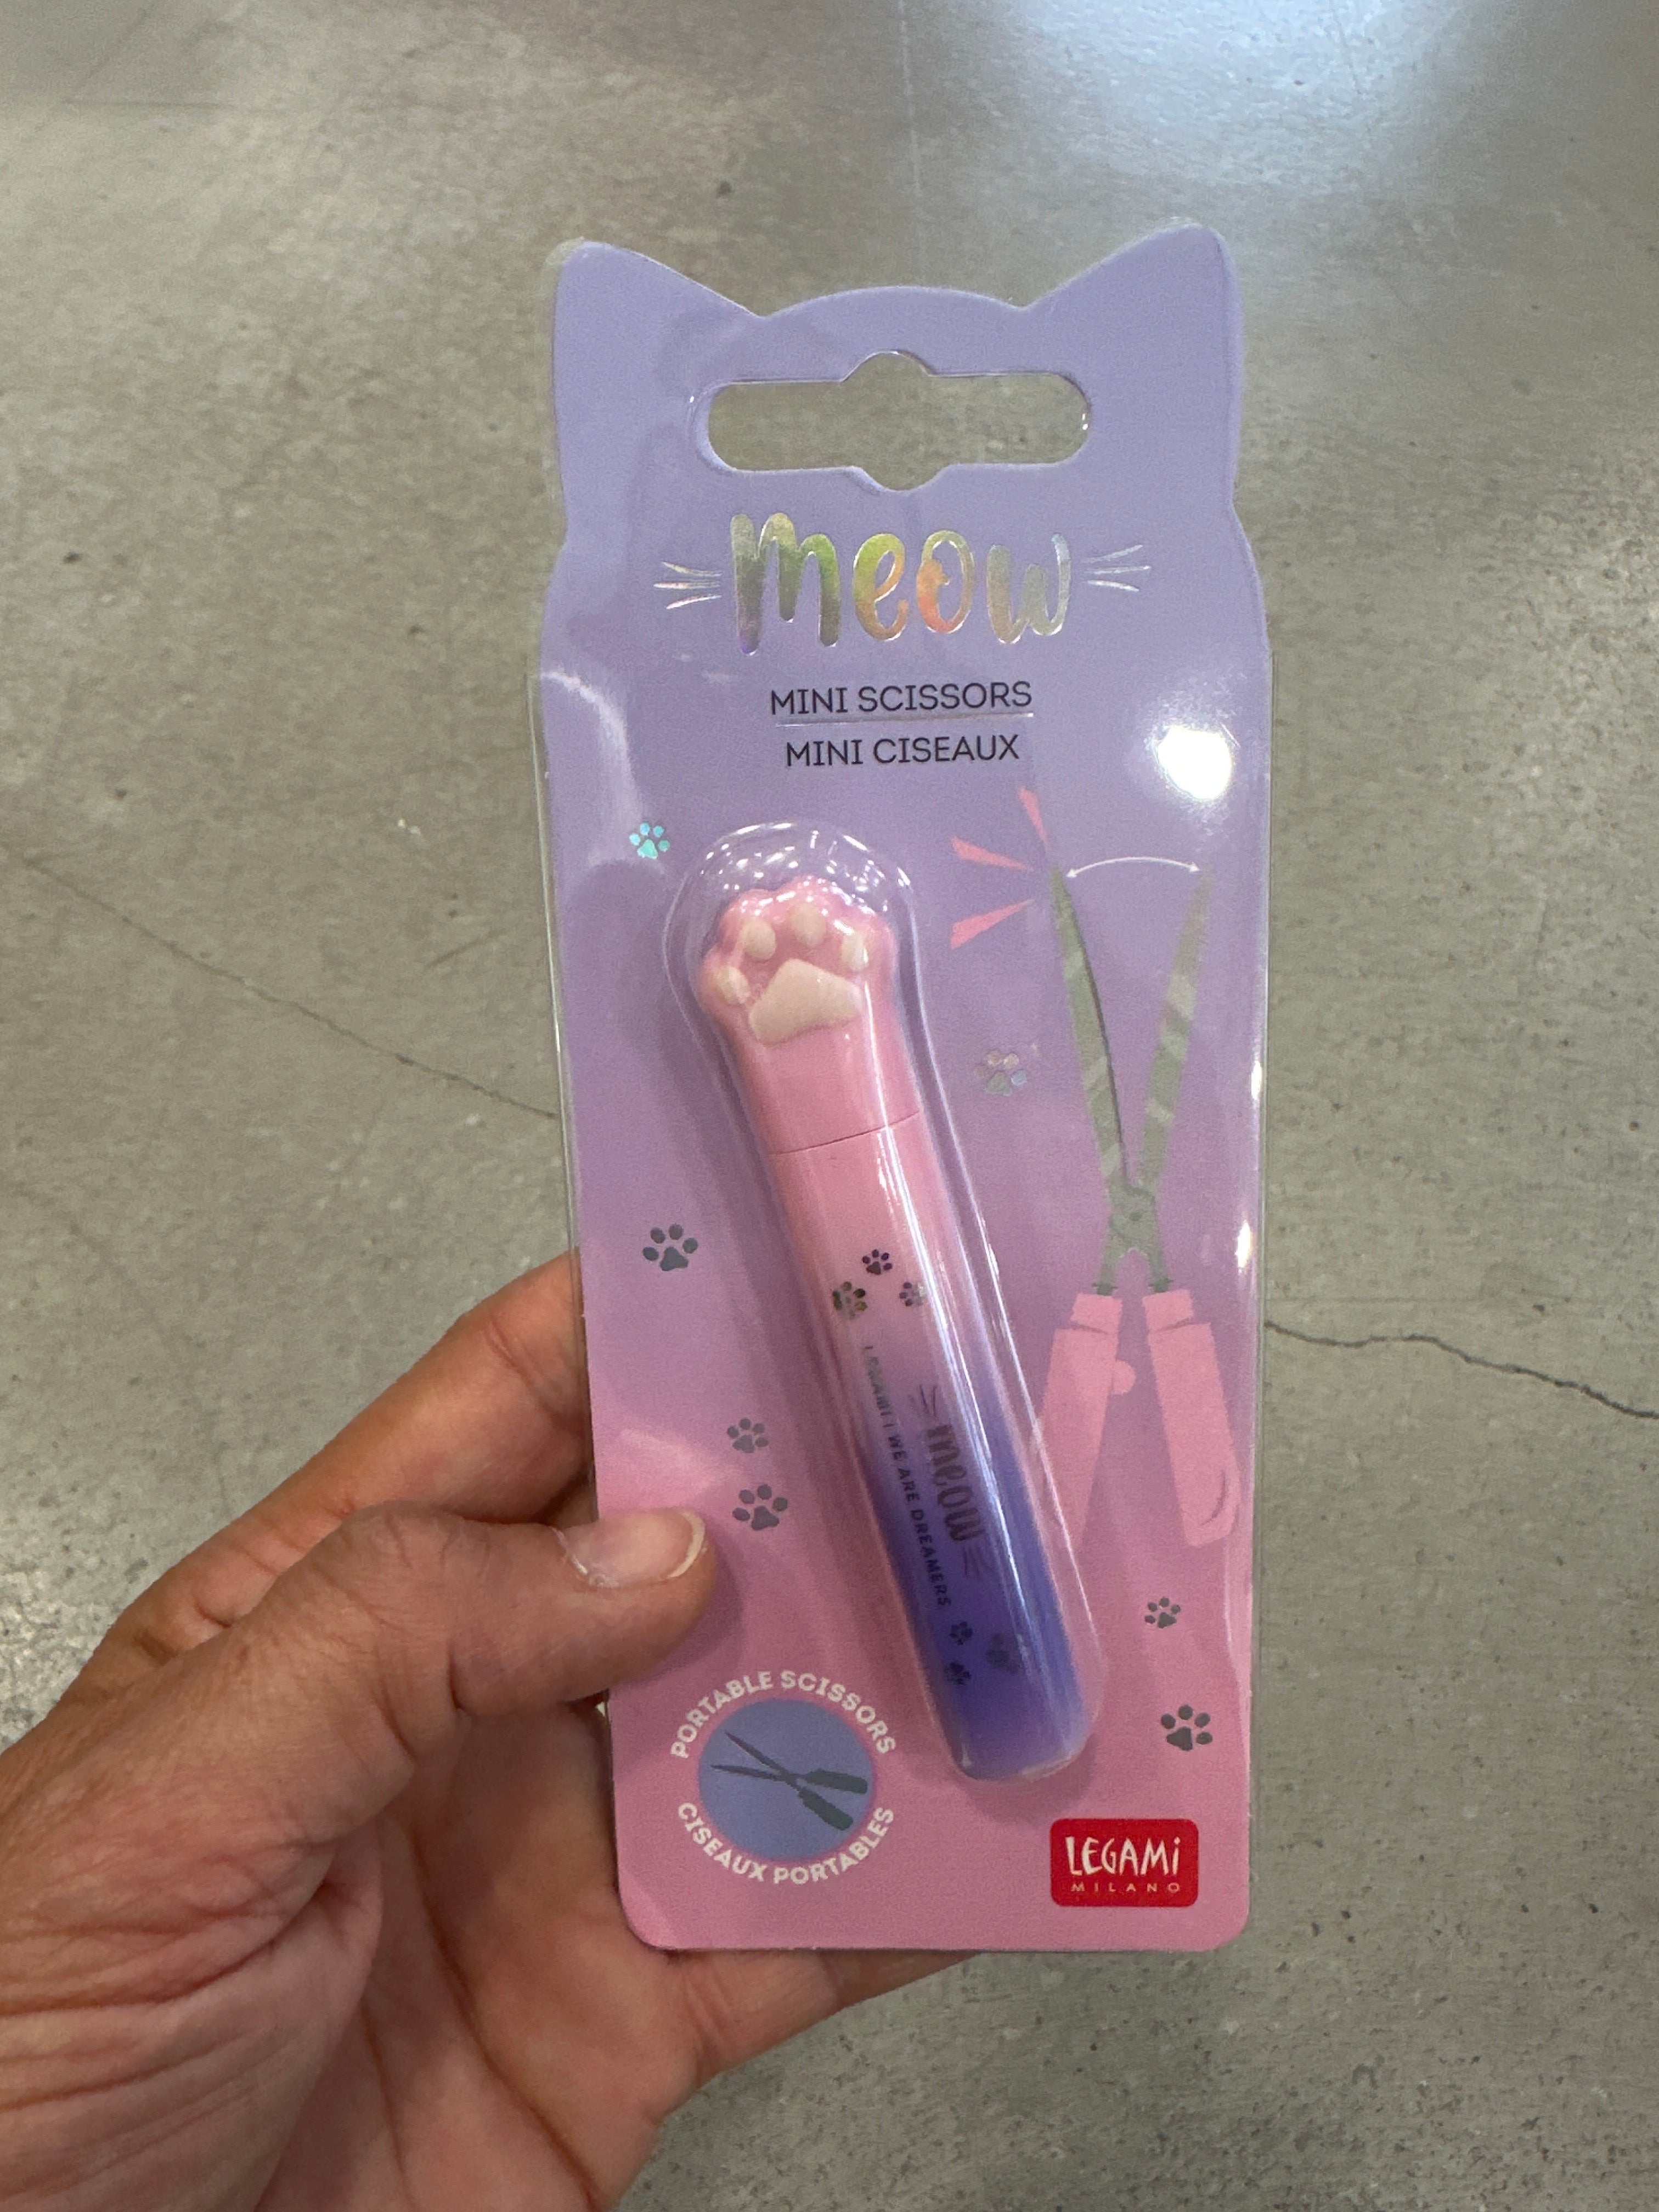 meow
MINI SCISSORS
MINI CISEAUX
meow
LEGAMI | WE ARE DREAMERS
PORTABLE SCISSORS
CISEAUX PORTABLES
LEGAMI
MILANO